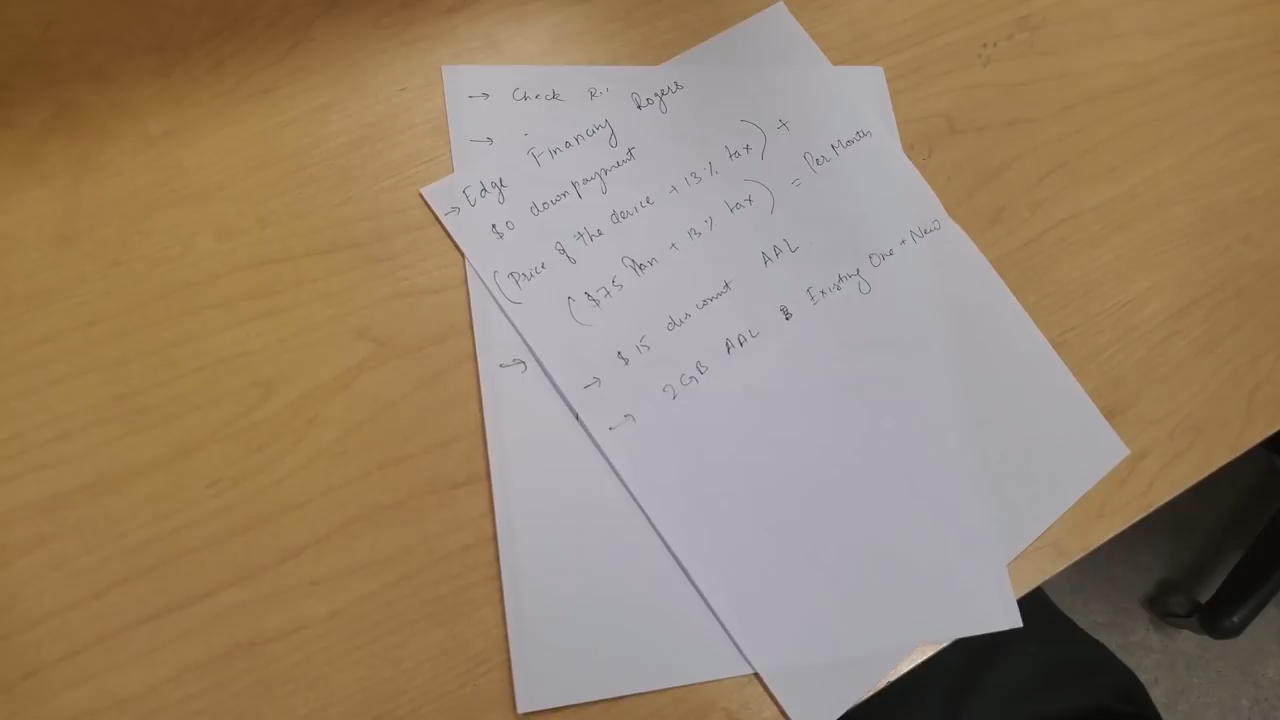 → Check
→
→ Edge Financing Rogers
$0 downpayment
(Price of the device + 13% tax) +
($75 Plan + 13% tax) = Per Month
→ $15 discount AAL
→ 2GB AAL Existing One + New
→